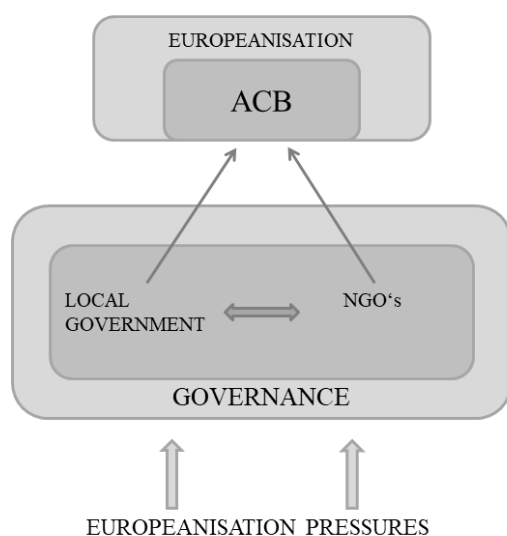 EUROPEANISATION
ACB
LOCAL
GOVERNMENT
NGO‘s
GOVERNANCE
EUROPEANISATION PRESSURES